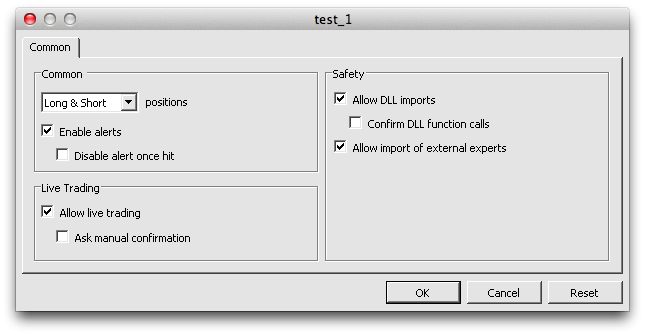 test_1
Common
Common
Long & Short positions
Enable alerts
Disable alert once hit
Live Trading
Allow live trading
Ask manual confirmation
Safety
Allow DLL imports
Confirm DLL function calls
Allow import of external experts
OK Cancel Reset